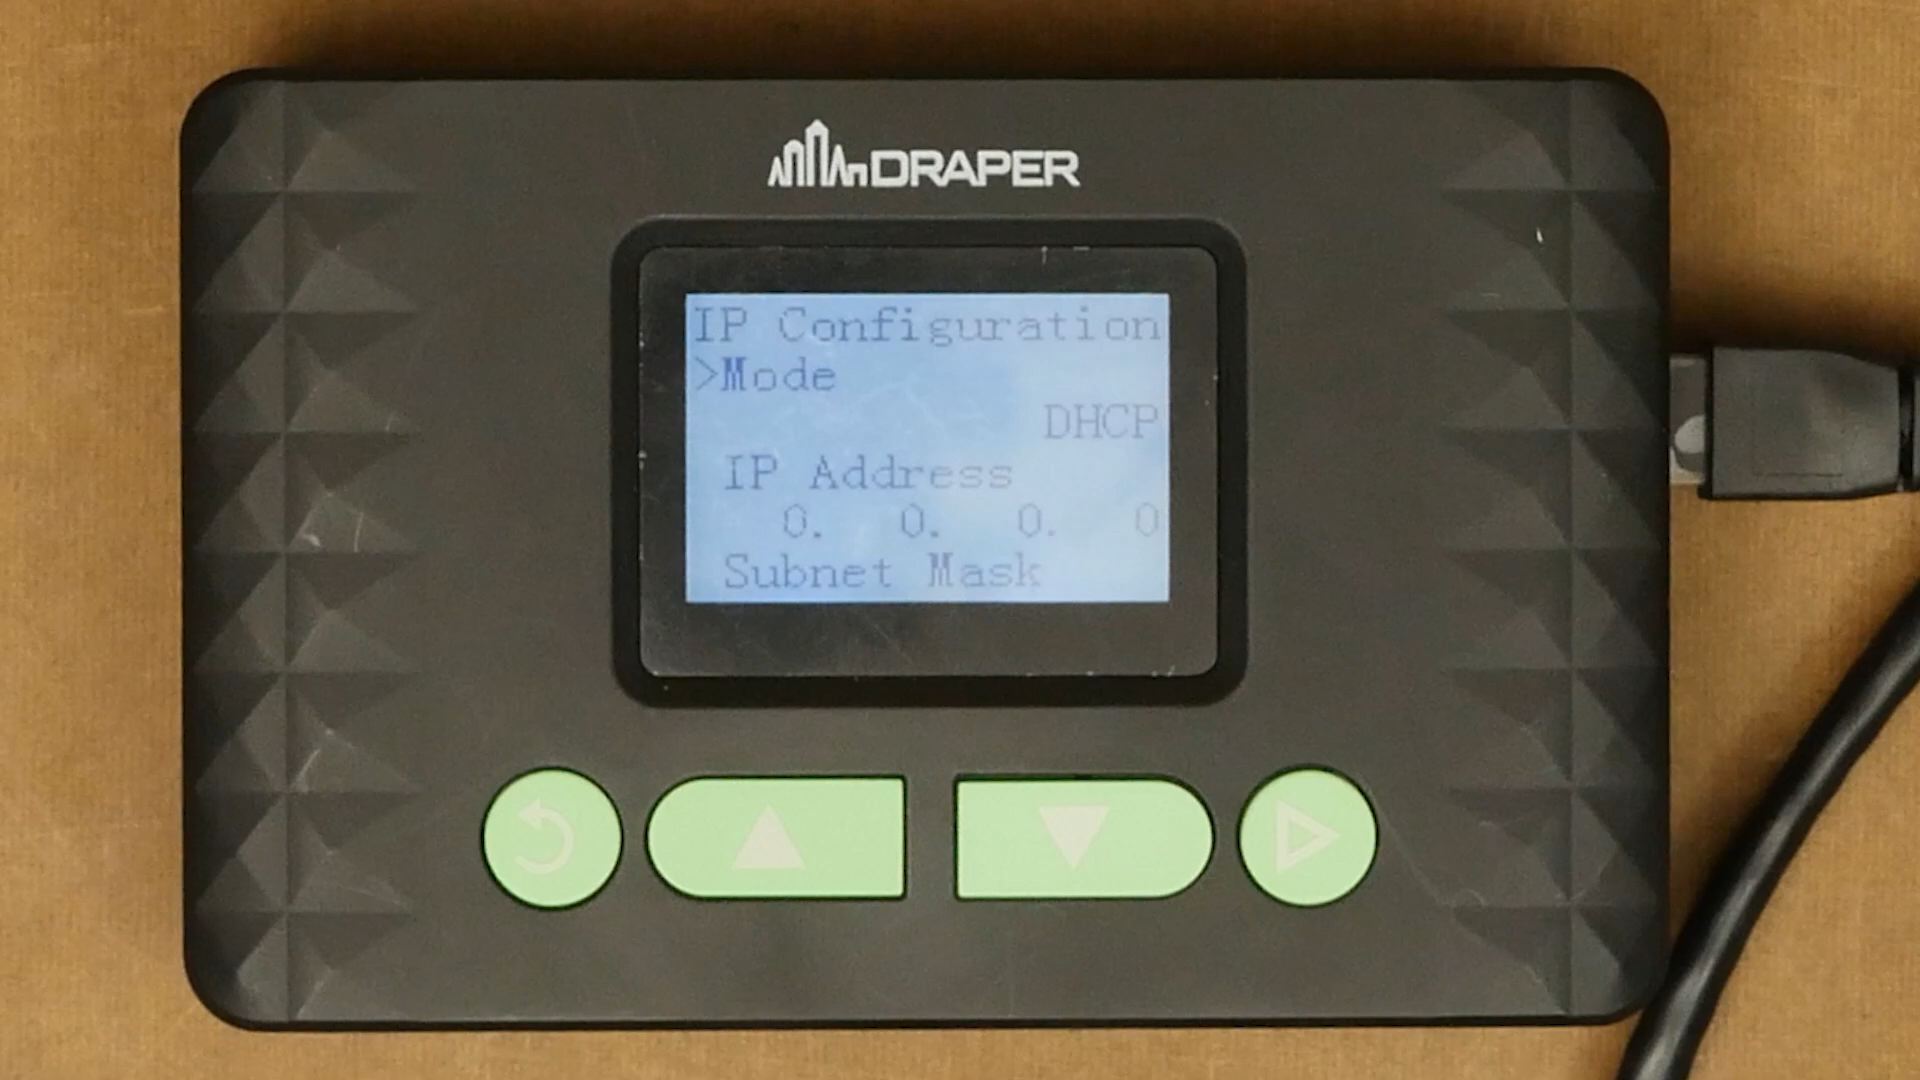 DRAPER
IP Configuration
>Mode
DHCP
IP Address
0. 0. 0. 0
Subnet Mask